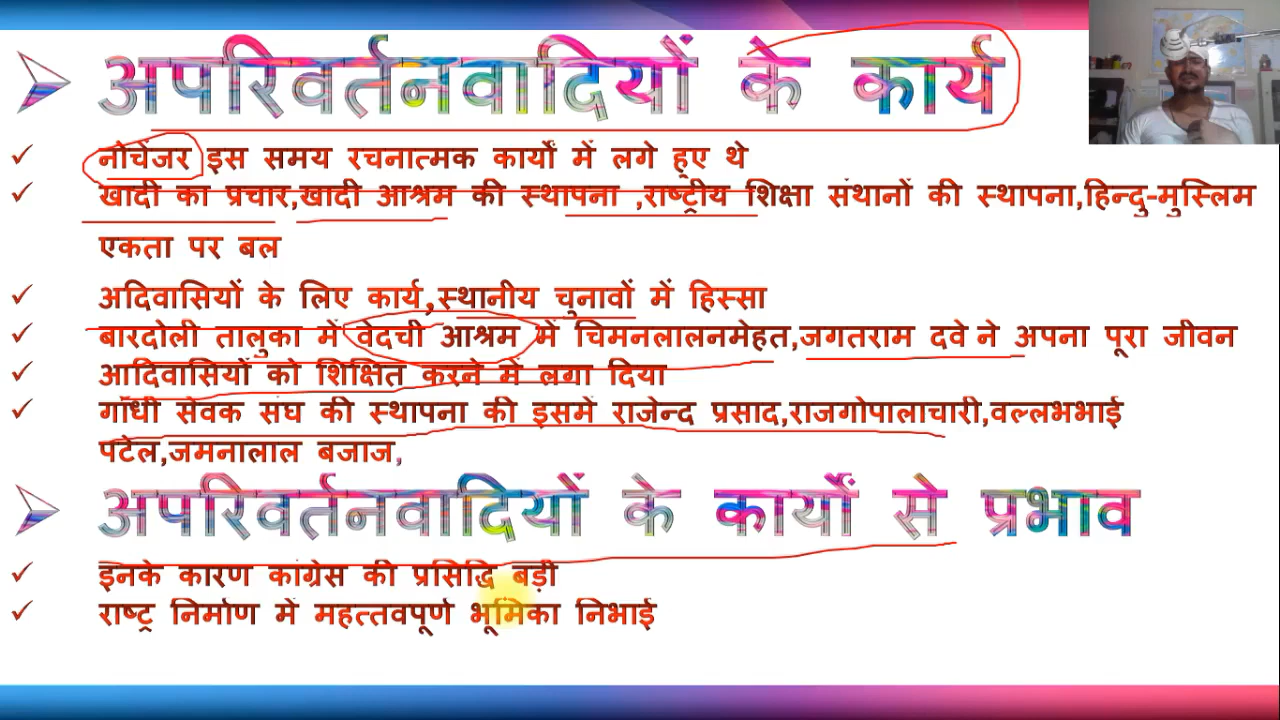 अपरिवर्तनवादियों के कार्य
नोचेंजर इस समय रचनात्मक कार्यों में लगे हूए थे
खादी का प्रचार,खादी आश्रम की स्थापना ,राष्ट्रीय शिक्षा संथानों की स्थापना,हिन्दु-मुस्लिम
एकता पर बल
अदिवासियों के लिए कार्य,स्थानीय चुनावों में हिस्सा
बारदोली तालुका में वेदची आश्रम में चिमनलालनमेहत,जगतराम दवे ने अपना पूरा जीवन
आदिवासियों को शिक्षित करने में लगा दिया
गाँधी सेवक संघ की स्थापना की इसमें राजेन्द प्रसाद,राजगोपालाचारी,वल्लभभाई
पटेल,जमनालाल बजाज,
अपरिवर्तनवादियों के कार्यों से प्रभाव
इनके कारण कांग्रेस की प्रसिद्धि बड़ी
राष्ट्र निर्माण में महत्तवपूर्ण भूमिका निभाई